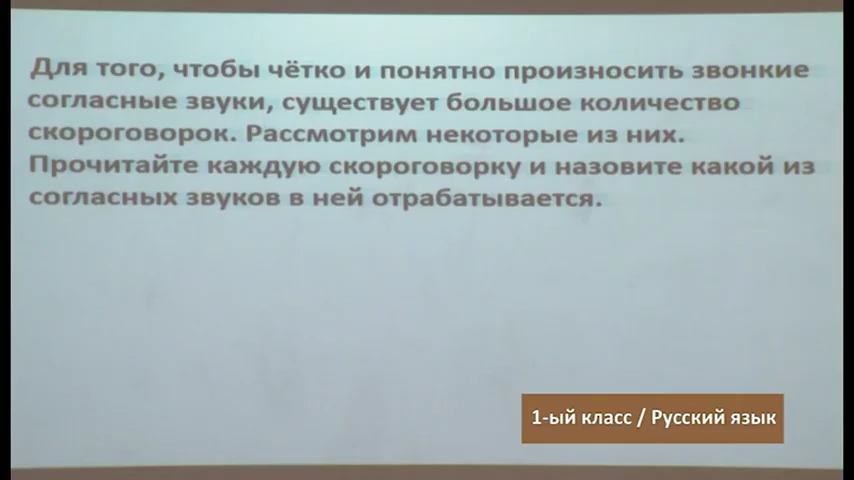 Для того, чтобы чётко и понятно произносить звонкие
согласные звуки, существует большое количество
скороговорок. Рассмотрим некоторые из них.
Прочитайте каждую скороговорку и назовите какой из
согласных звуков в ней отрабатывается.
1-ый класс / Русский язык